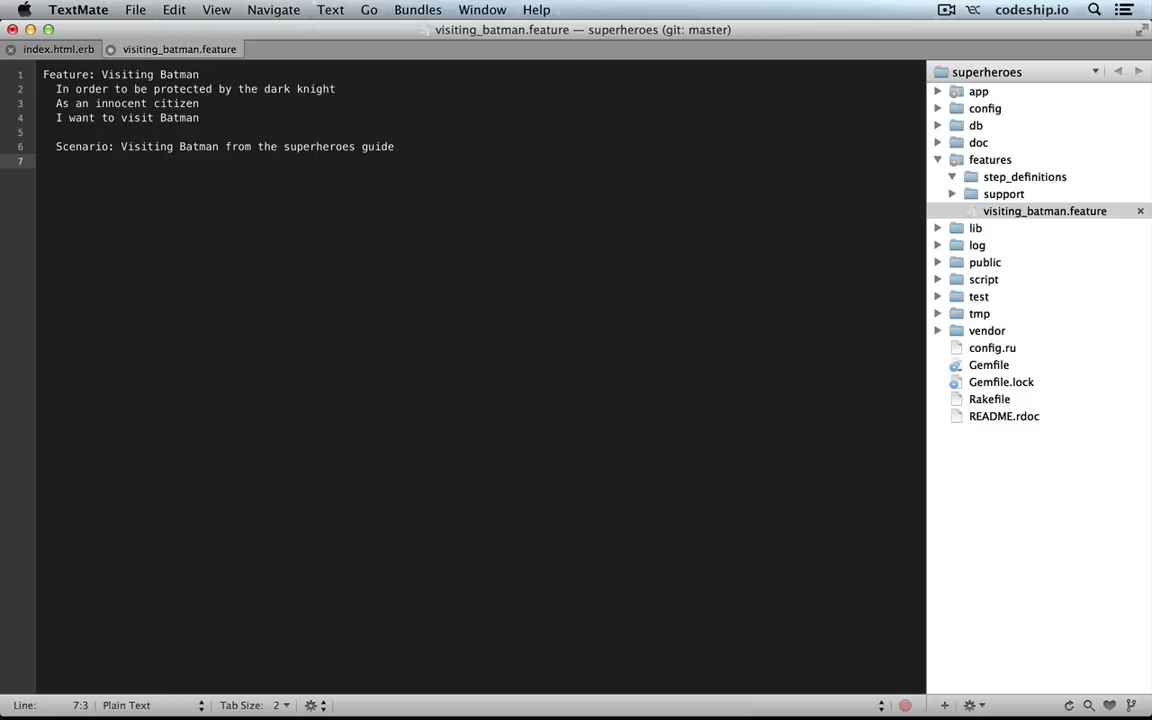 TextMate File Edit View Navigate Text Go Bundles Window Help codeship.io
visiting_batman.feature — superheroes (git: master)
index.html.erb visiting_batman.feature
1 Feature: Visiting Batman
2 In order to be protected by the dark knight
3 As an innocent citizen
4 I want to visit Batman
5
6 Scenario: Visiting Batman from the superheroes guide
7
superheroes
app
config
db
doc
features
step_definitions
support
visiting_batman.feature
lib
log
public
script
test
tmp
vendor
config.ru
Gemfile
Gemfile.lock
Rakefile
README.rdoc
Line: 7:3 Plain Text Tab Size: 2